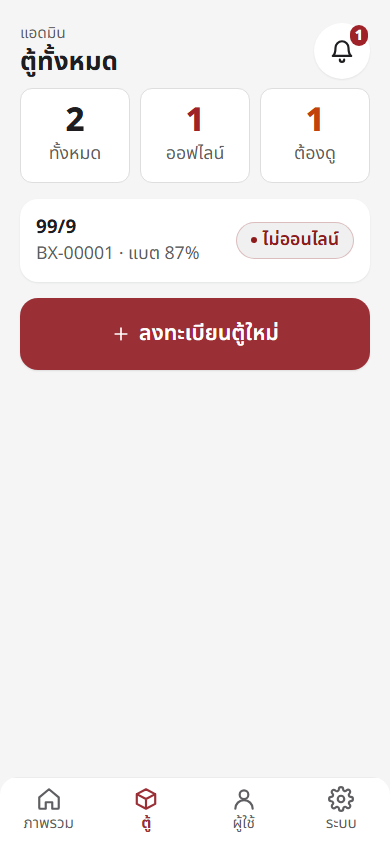 แอดมิน
ตู้ทั้งหมด
1
2
ทั้งหมด
1
ออฟไลน์
1
ต้องดู
99/9
BX-00001 · แบต 87%
ไม่ออนไลน์
+ ลงทะเบียนตู้ใหม่
ภาพรวม
ตู้
ผู้ใช้
ระบบ